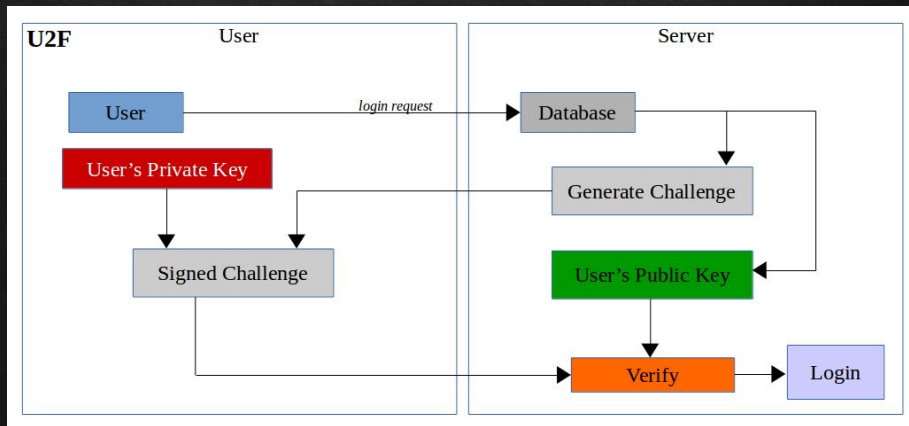 U2F
User
Server
User
login request
Database
User’s Private Key
Generate Challenge
Signed Challenge
User’s Public Key
Verify
Login